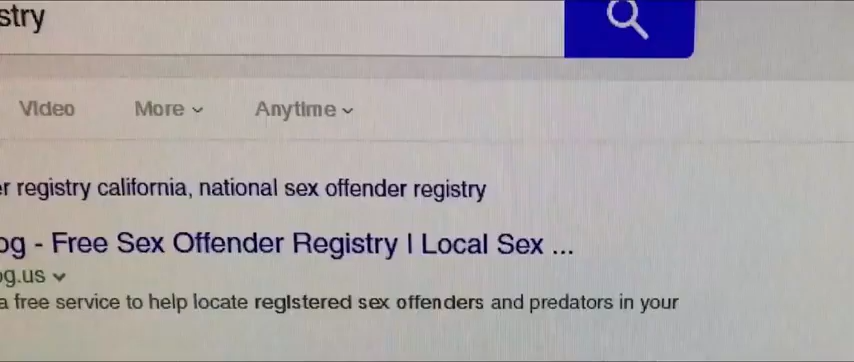 stry
Video More Anytime
er registry california, national sex offender registry
og - Free Sex Offender Registry | Local Sex ...
og.us
a free service to help locate registered sex offenders and predators in your